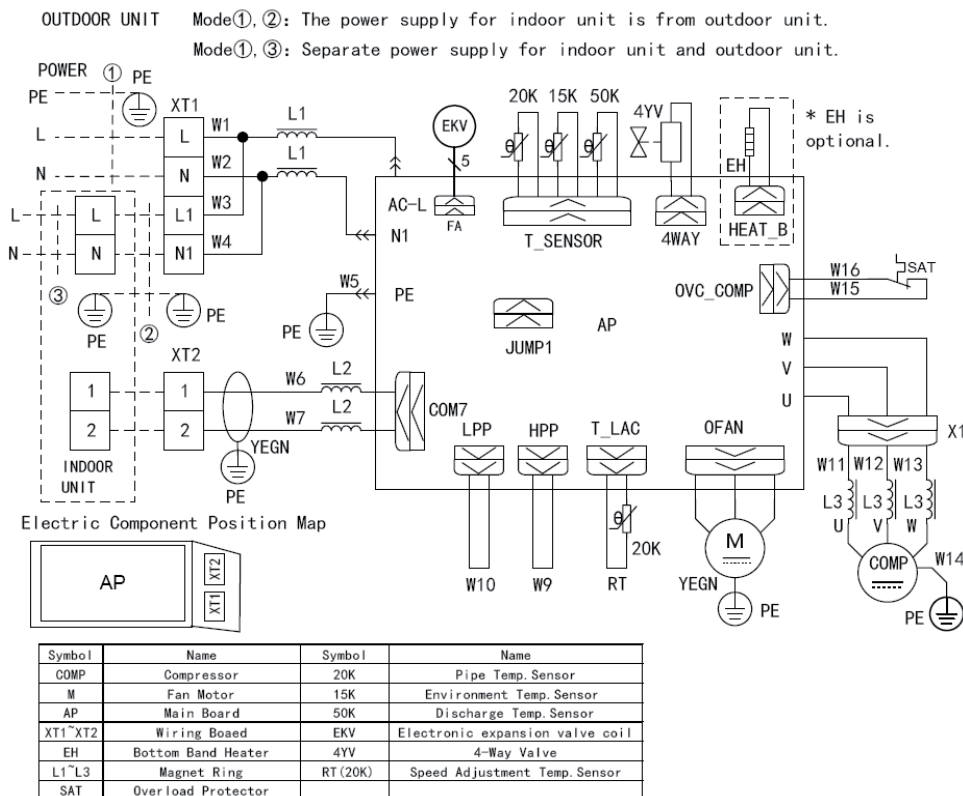 OUTDOOR UNIT Mode①,②: The power supply for indoor unit is from outdoor unit.
Mode①,③: Separate power supply for indoor unit and outdoor unit.
POWER ① PE
PE
XT1
L L W1 L1
N N W2 L1
L L L1 W3
N N N1 W4
③ ②
PE PE
EKV
5
FA
AC-L
N1
W5
PE PE
20K 15K 50K
θ θ θ
T_SENSOR
4YV
4WAY
EH
HEAT_B
* EH is
optional.
OVC_COMP
W16
W15
SAT
JUMP1
AP
W
V
U
XT2
1 1 W6 L2
2 2 W7 L2
COM7
YEGN
PE
INDOOR
UNIT
LPP HPP T_LAC OFAN
X1
W11 W12 W13
L3 L3 L3
U V W
θ
20K
W10 W9 RT
M
YEGN
PE
COMP
W14
PE
Electric Component Position Map
AP
XT2
XT1
Symbol Name Symbol Name
COMP Compressor 20K Pipe Temp.Sensor
M Fan Motor 15K Environment Temp.Sensor
AP Main Board 50K Discharge Temp.Sensor
XT1~XT2 Wiring Boaed EKV Electronic expansion valve coil
EH Bottom Band Heater 4YV 4-Way Valve
L1~L3 Magnet Ring RT(20K) Speed Adjustment Temp.Sensor
SAT Overload Protector